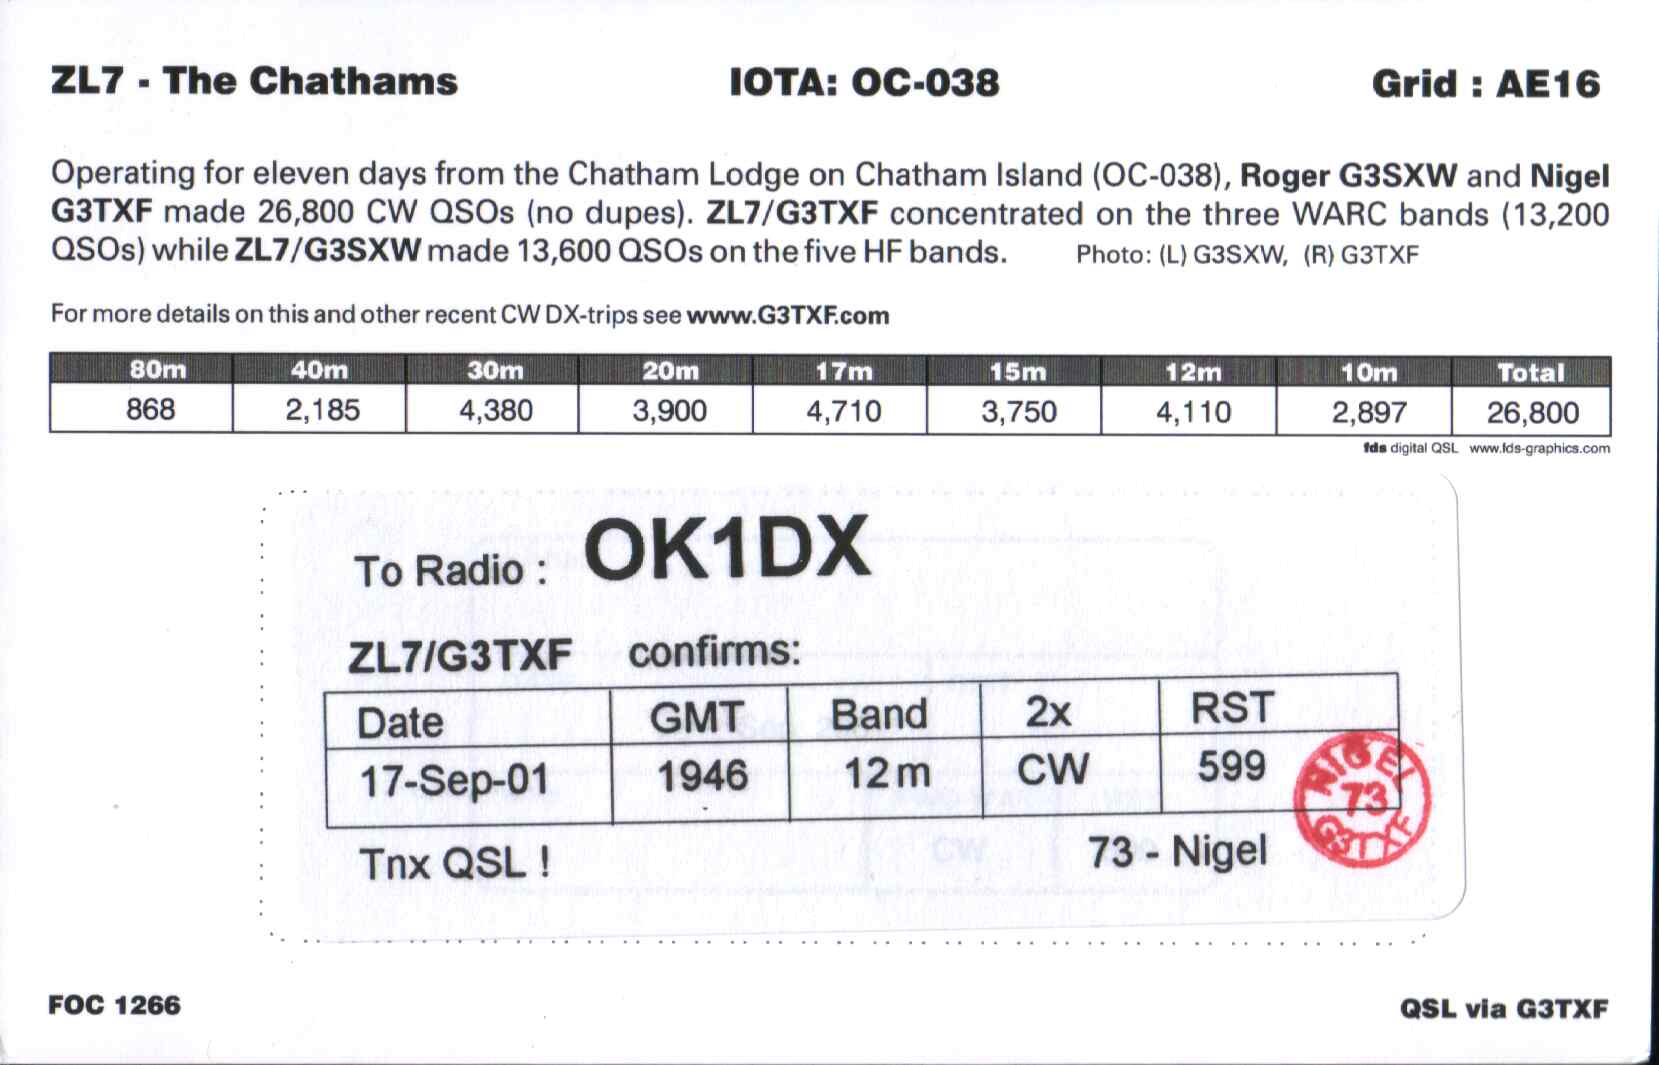 ZL7 - The Chathams IOTA: OC-038 Grid : AE16
Operating for eleven days from the Chatham Lodge on Chatham Island (OC-038), Roger G3SXW and Nigel
G3TXF made 26,800 CW QSOs (no dupes). ZL7/G3TXF concentrated on the three WARC bands (13,200
QSOs) while ZL7/G3SXW made 13,600 QSOs on the five HF bands. Photo: (L) G3SXW, (R) G3TXF
For more details on this and other recent CW DX-trips see www.G3TXF.com
80m 40m 30m 20m 17m 15m 12m 10m Total
868 2,185 4,380 3,900 4,710 3,750 4,110 2,897 26,800
fds digital QSL www.fds-graphics.com
To Radio : OK1DX
ZL7/G3TXF confirms:
Date GMT Band 2x RST
17-Sep-01 1946 12m CW 599
NIGEL
73
G3TXF
Tnx QSL ! 73 - Nigel
FOC 1266 QSL via G3TXF